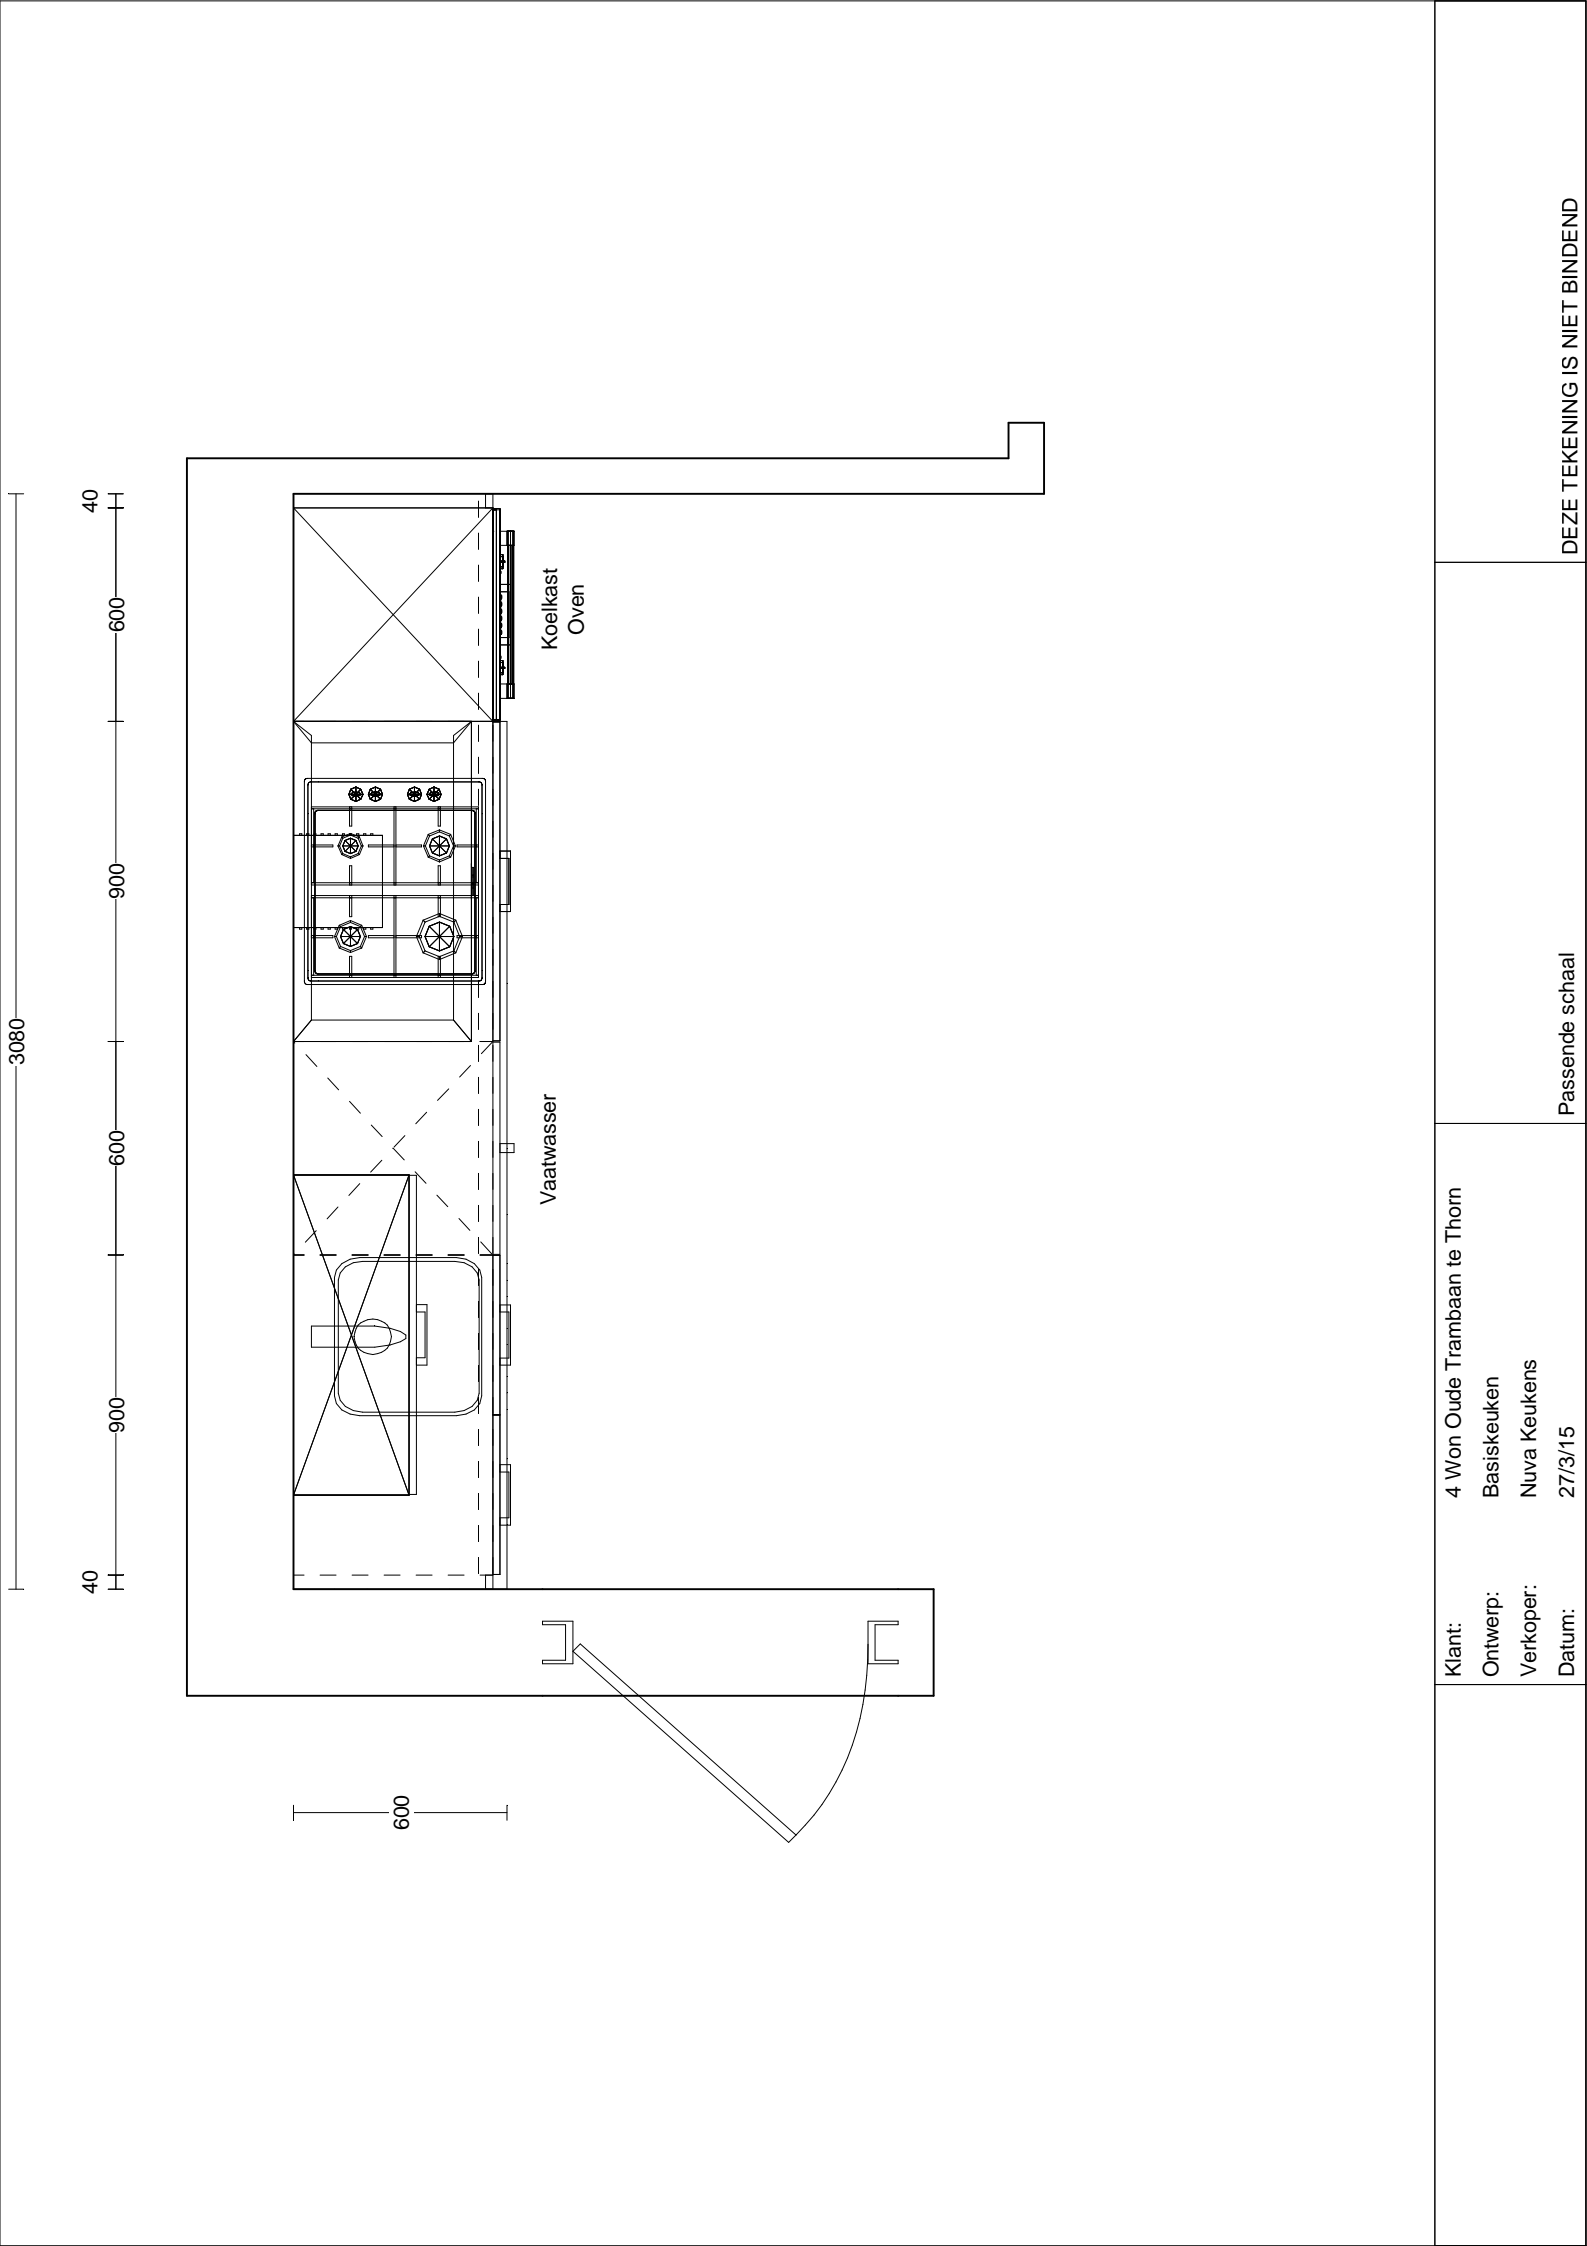 3080
40
900
600
900
600
40
600
Vaatwasser
Koelkast
Oven
Klant: 4 Won Oude Trambaan te Thorn
Ontwerp: Basiskeuken
Verkoper: Nuva Keukens
Datum: 27/3/15
Passende schaal
DEZE TEKENING IS NIET BINDEND